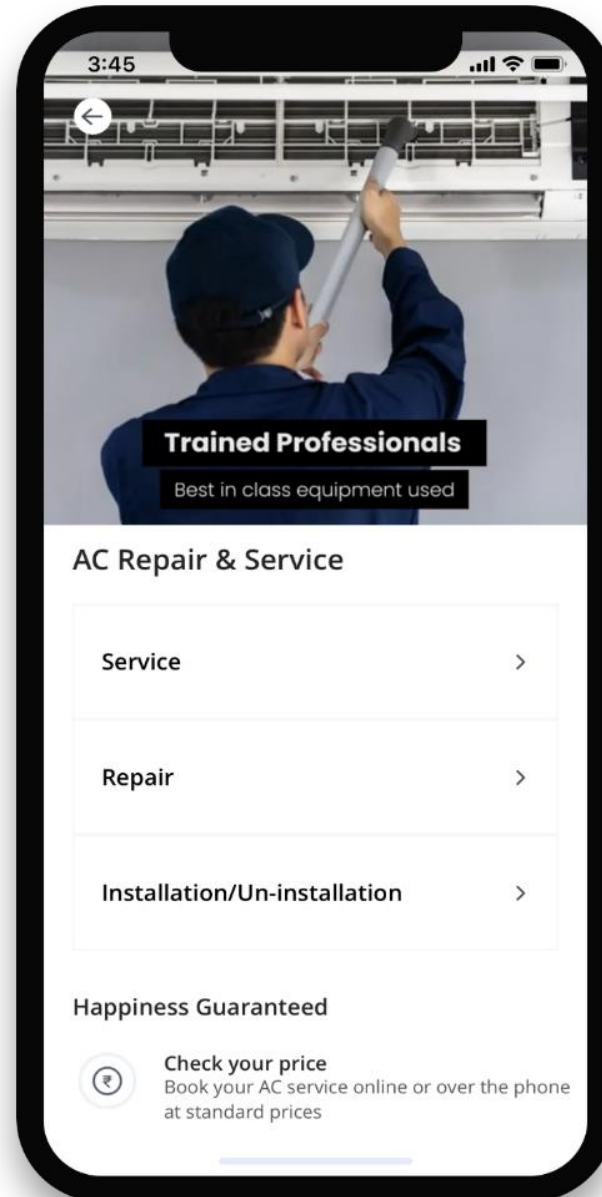 3:45
Trained Professionals
Best in class equipment used
AC Repair & Service
Service
Repair
Installation/Un-installation
Happiness Guaranteed
₹
Check your price
Book your AC service online or over the phone
at standard prices